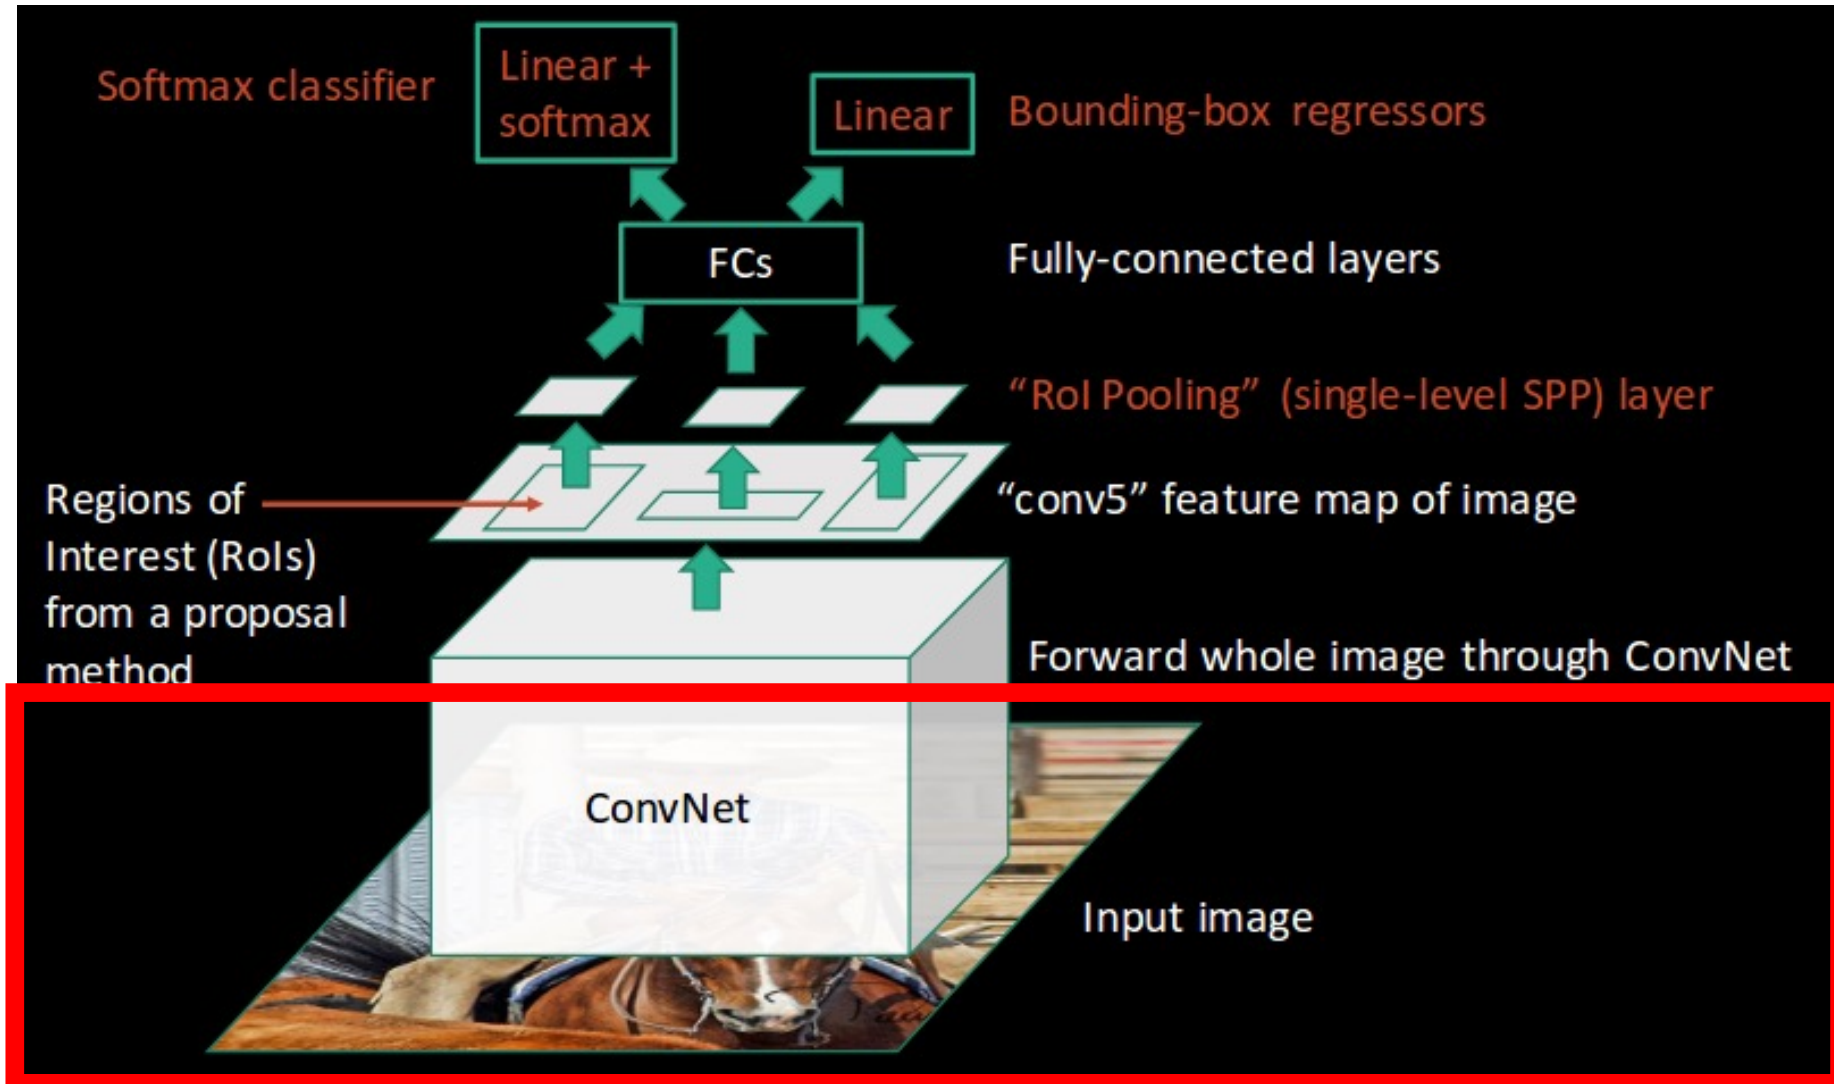 Softmax classifier
Linear +
softmax
Linear
Bounding-box regressors
FCs
Fully-connected layers
“RoI Pooling” (single-level SPP) layer
Regions of
Interest (RoIs)
from a proposal
method
“conv5” feature map of image
Forward whole image through ConvNet
ConvNet
Input image